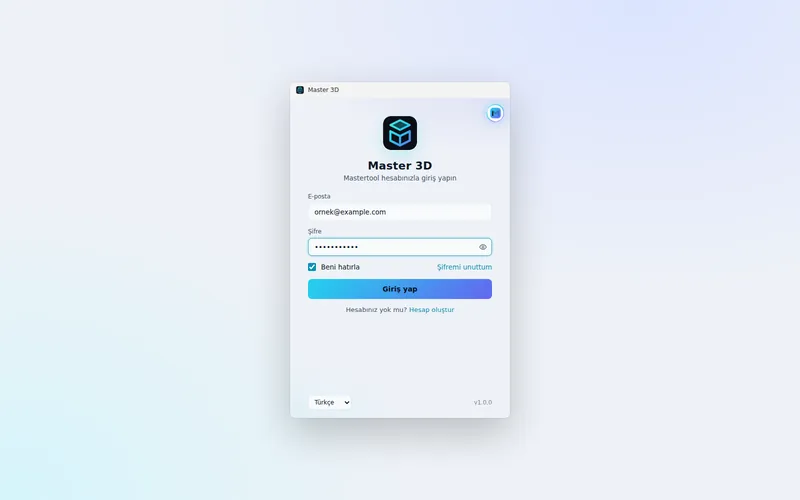 Master 3D
Master 3D
Mastertool hesabınızla giriş yapın
E-posta
ornek@example.com
Şifre
•••••••••••
Beni hatırla Şifremi unuttum
Giriş yap
Hesabınız yok mu? Hesap oluştur
Türkçe v1.0.0